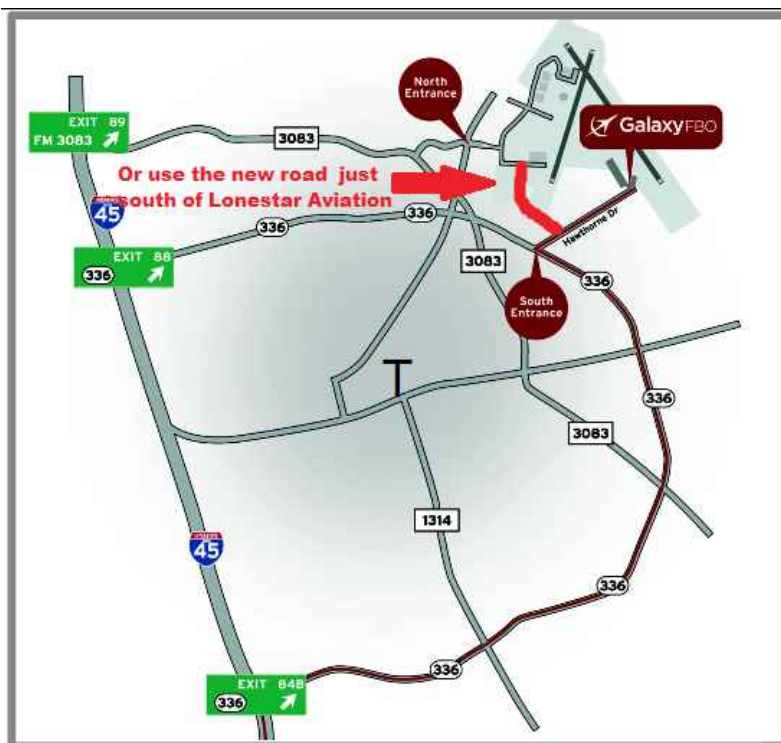 North
Entrance
EXIT 89
FM 3083
3083
GalaxyFBO
Or use the new road just
south of Lonestar Aviation
45
336
336
Hawthorne Dr
EXIT 88
336
3083
336
South
Entrance
T
336
3083
1314
45
336
336
EXIT 84B
336